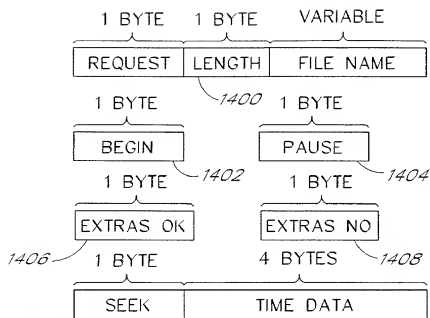 1 BYTE 1 BYTE VARIABLE
REQUEST LENGTH FILE NAME
1400
1 BYTE 1 BYTE
BEGIN PAUSE
1402 1404
1 BYTE 1 BYTE
EXTRAS OK EXTRAS NO
1406 1408
1 BYTE 4 BYTES
SEEK TIME DATA